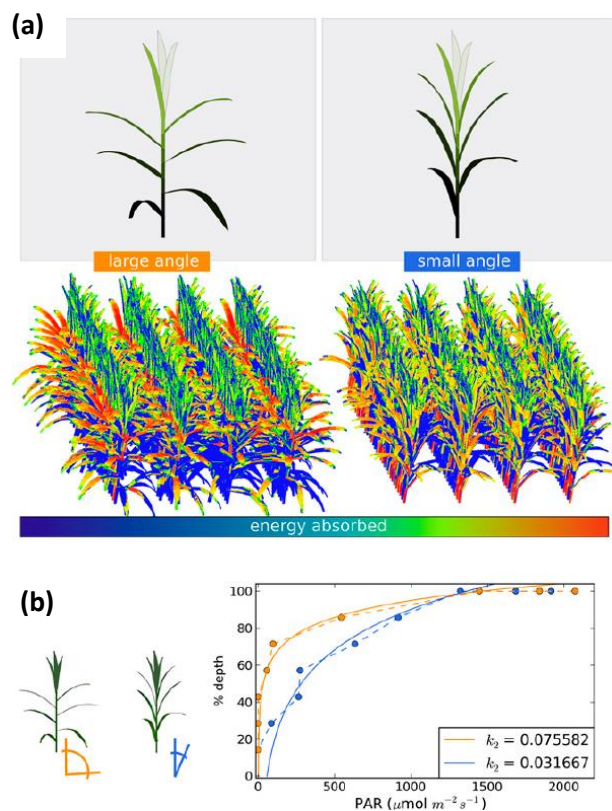 (a)
large angle
small angle
energy absorbed
(b)
100
80
60
40
20
0
% depth
0
500
1000
1500
2000
PAR (μmol m⁻² s⁻¹)
k₂ = 0.075582
k₂ = 0.031667